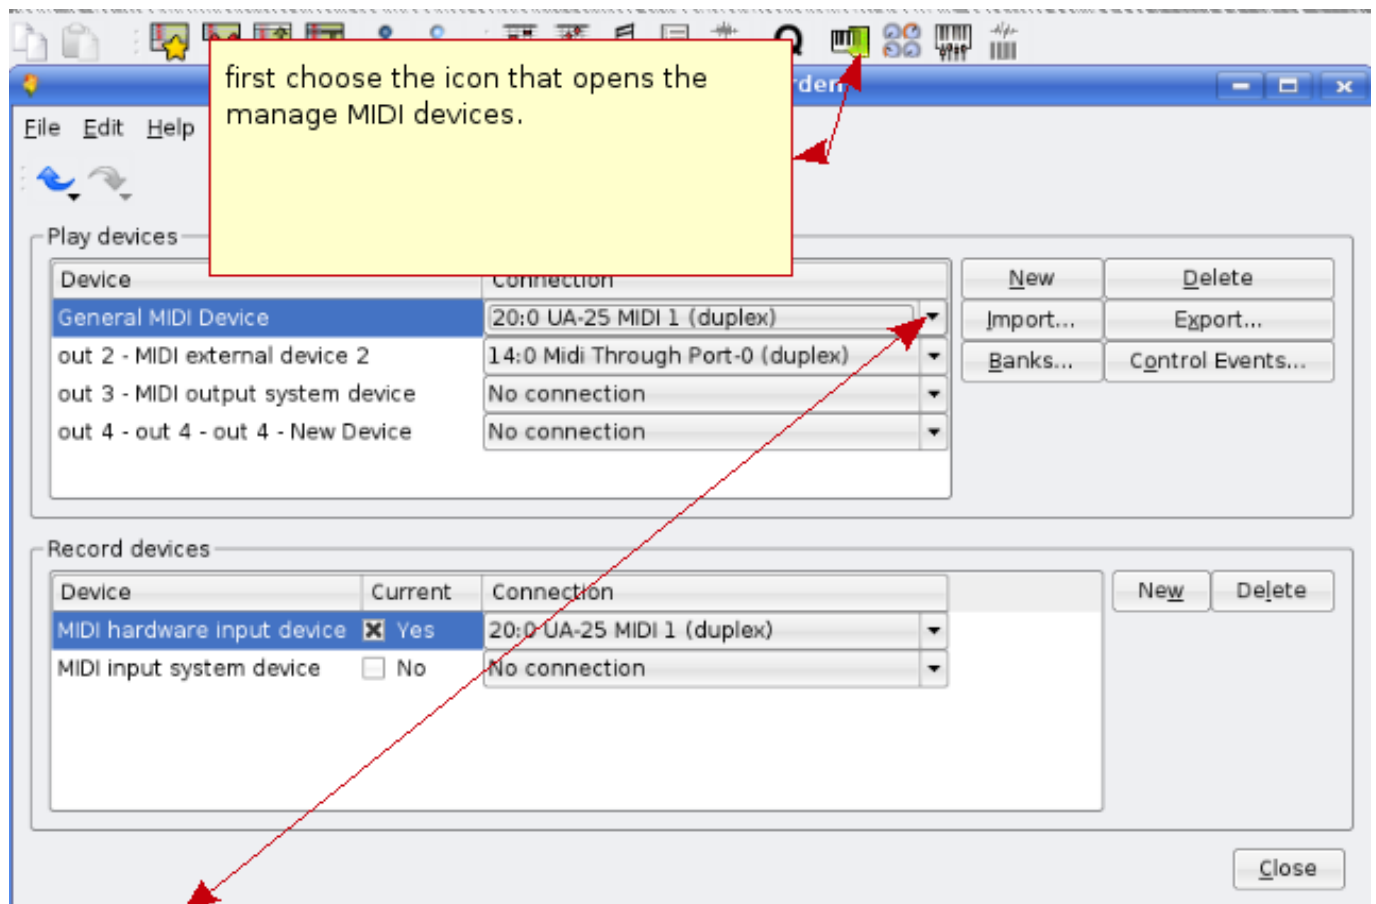 first choose the icon that opens the
manage MIDI devices.
File Edit Help
Play devices
Device Connection
General MIDI Device 20:0 UA-25 MIDI 1 (duplex)
out 2 - MIDI external device 2 14:0 Midi Through Port-0 (duplex)
out 3 - MIDI output system device No connection
out 4 - out 4 - out 4 - New Device No connection
New Delete
Import... Export...
Banks... Control Events...
Record devices
Device Current Connection
MIDI hardware input device Yes 20:0 UA-25 MIDI 1 (duplex)
MIDI input system device No No connection
New Delete
Close